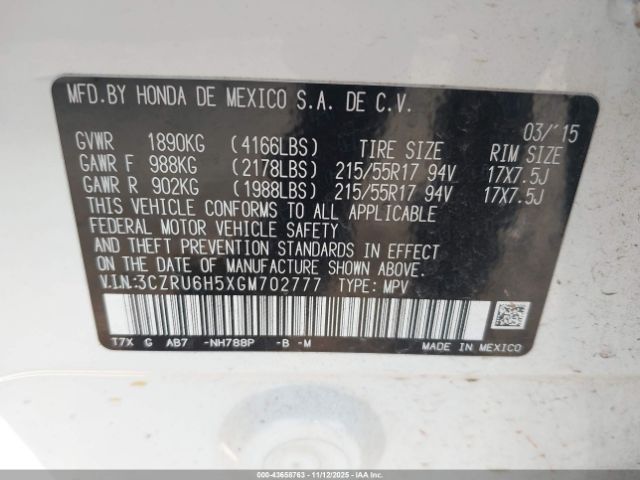 MFD.BY HONDA DE MEXICO S.A. DE C.V.
03/'15
GVWR 1890KG (4166LBS) TIRE SIZE RIM SIZE
GAWR F 988KG (2178LBS) 215/55R17 94V 17X7.5J
GAWR R 902KG (1988LBS) 215/55R17 94V 17X7.5J
THIS VEHICLE CONFORMS TO ALL APPLICABLE
FEDERAL MOTOR VEHICLE SAFETY
AND THEFT PREVENTION STANDARDS IN EFFECT
ON THE DATE OF MANUFACTURE SHOWN ABOVE.
V.I.N.:3CZRU6H5XGM702777 TYPE: MPV
T7X G AB7 -NH788P -B -M
MADE IN MEXICO
000-43658763 - 11/12/2025 - IAAI.COM